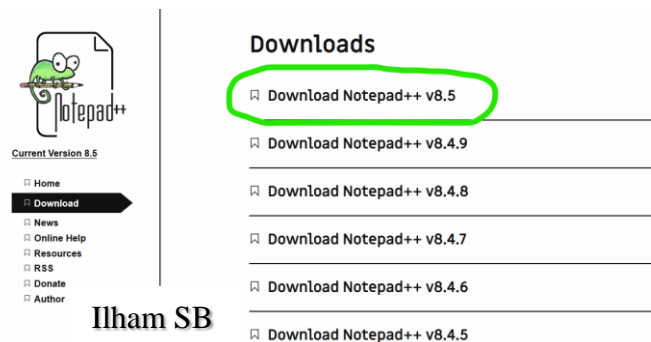 Notepad++
Current Version 8.5
Home
Download
News
Online Help
Resources
RSS
Donate
Author
Ilham SB
Downloads
Download Notepad++ v8.5
Download Notepad++ v8.4.9
Download Notepad++ v8.4.8
Download Notepad++ v8.4.7
Download Notepad++ v8.4.6
Download Notepad++ v8.4.5